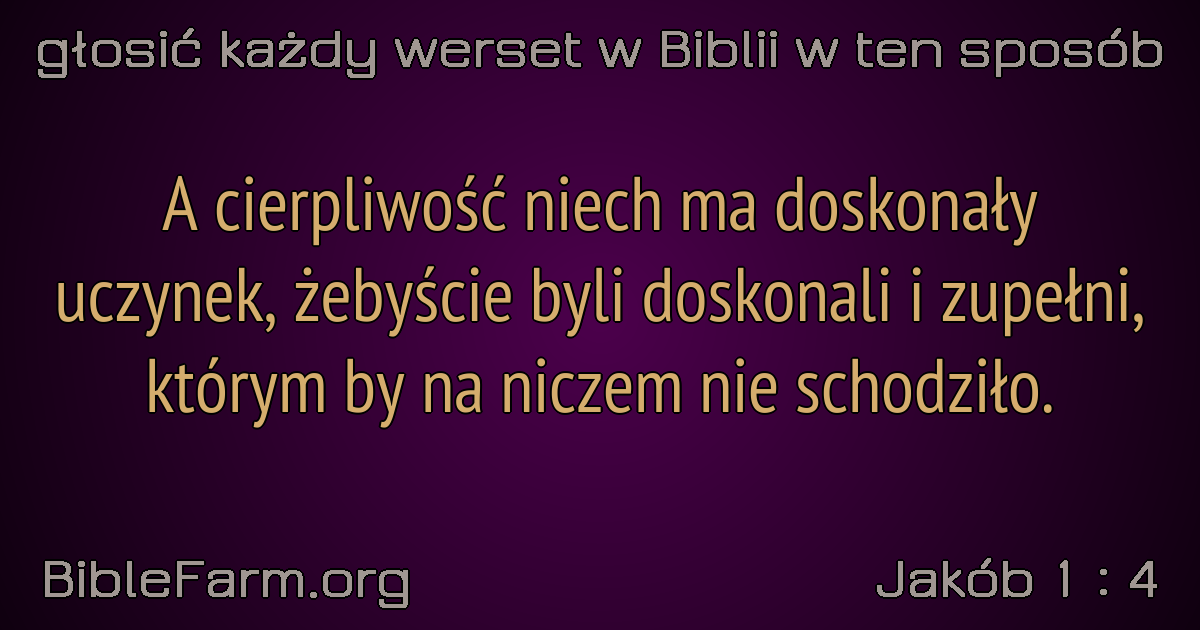 głosić każdy werset w Biblii w ten sposób
A cierpliwość niech ma doskonały
uczynek, żebyście byli doskonali i zupełni,
którym by na niczem nie schodziło.
BibleFarm.org
Jakób 1 : 4